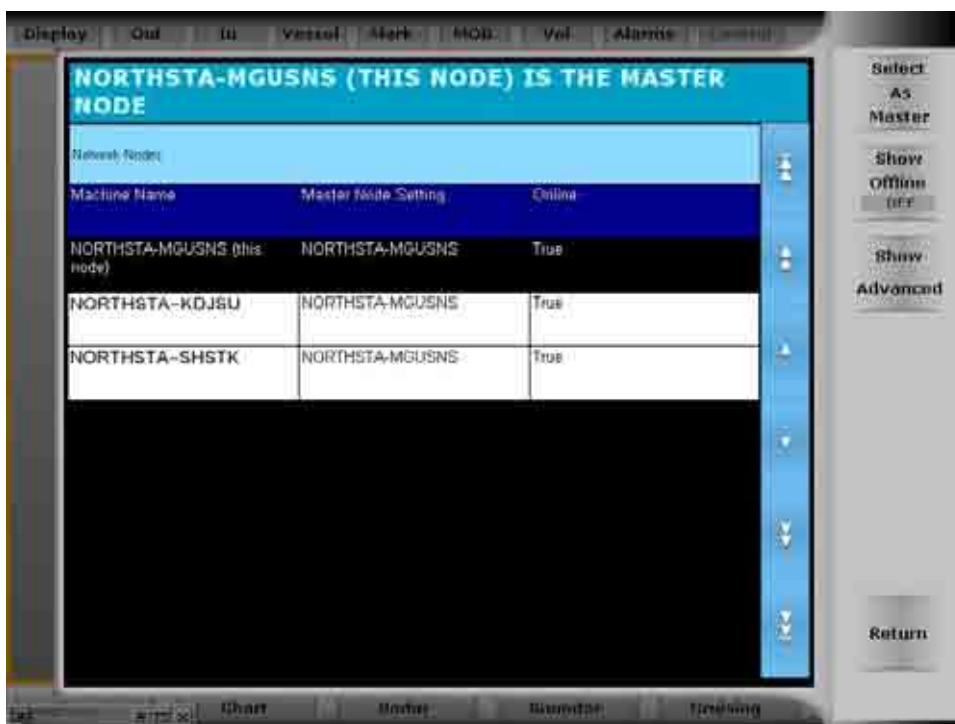 Display Out In Vessel Mark MOB Vol Alarms
NORTHSTA-MGUSNS (THIS NODE) IS THE MASTER
NODE
Network Nodes
Machine Name Master Node Setting Online
NORTHSTA-MGUSNS (this
node)
NORTHSTA-MGUSNS True
NORTHSTA-KDJSU NORTHSTA-MGUSNS True
NORTHSTA-SHSTK NORTHSTA-MGUSNS True
Select
As
Master
Show
Offline
OFF
Show
Advanced
Return
Chart Radar Sounder